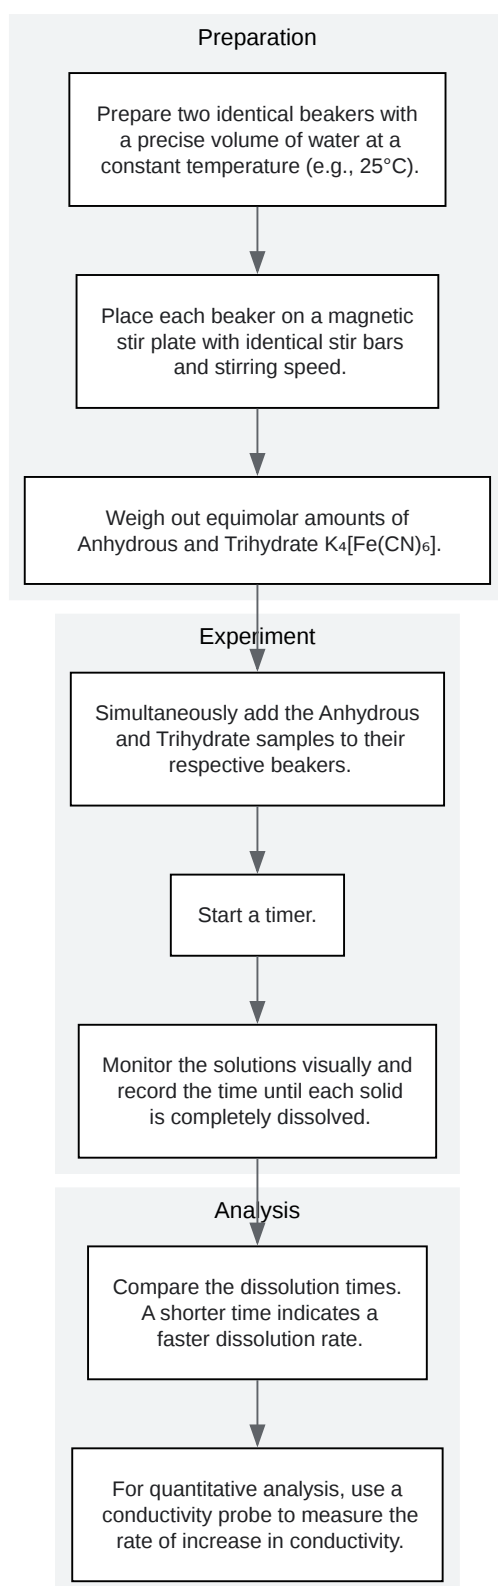 Preparation
Prepare two identical beakers with
a precise volume of water at a
constant temperature (e.g., 25°C).
Place each beaker on a magnetic
stir plate with identical stir bars
and stirring speed.
Weigh out equimolar amounts of
Anhydrous and Trihydrate K₄[Fe(CN)₆].
Experiment
Simultaneously add the Anhydrous
and Trihydrate samples to their
respective beakers.
Start a timer.
Monitor the solutions visually and
record the time until each solid
is completely dissolved.
Analysis
Compare the dissolution times.
A shorter time indicates a
faster dissolution rate.
For quantitative analysis, use a
conductivity probe to measure the
rate of increase in conductivity.